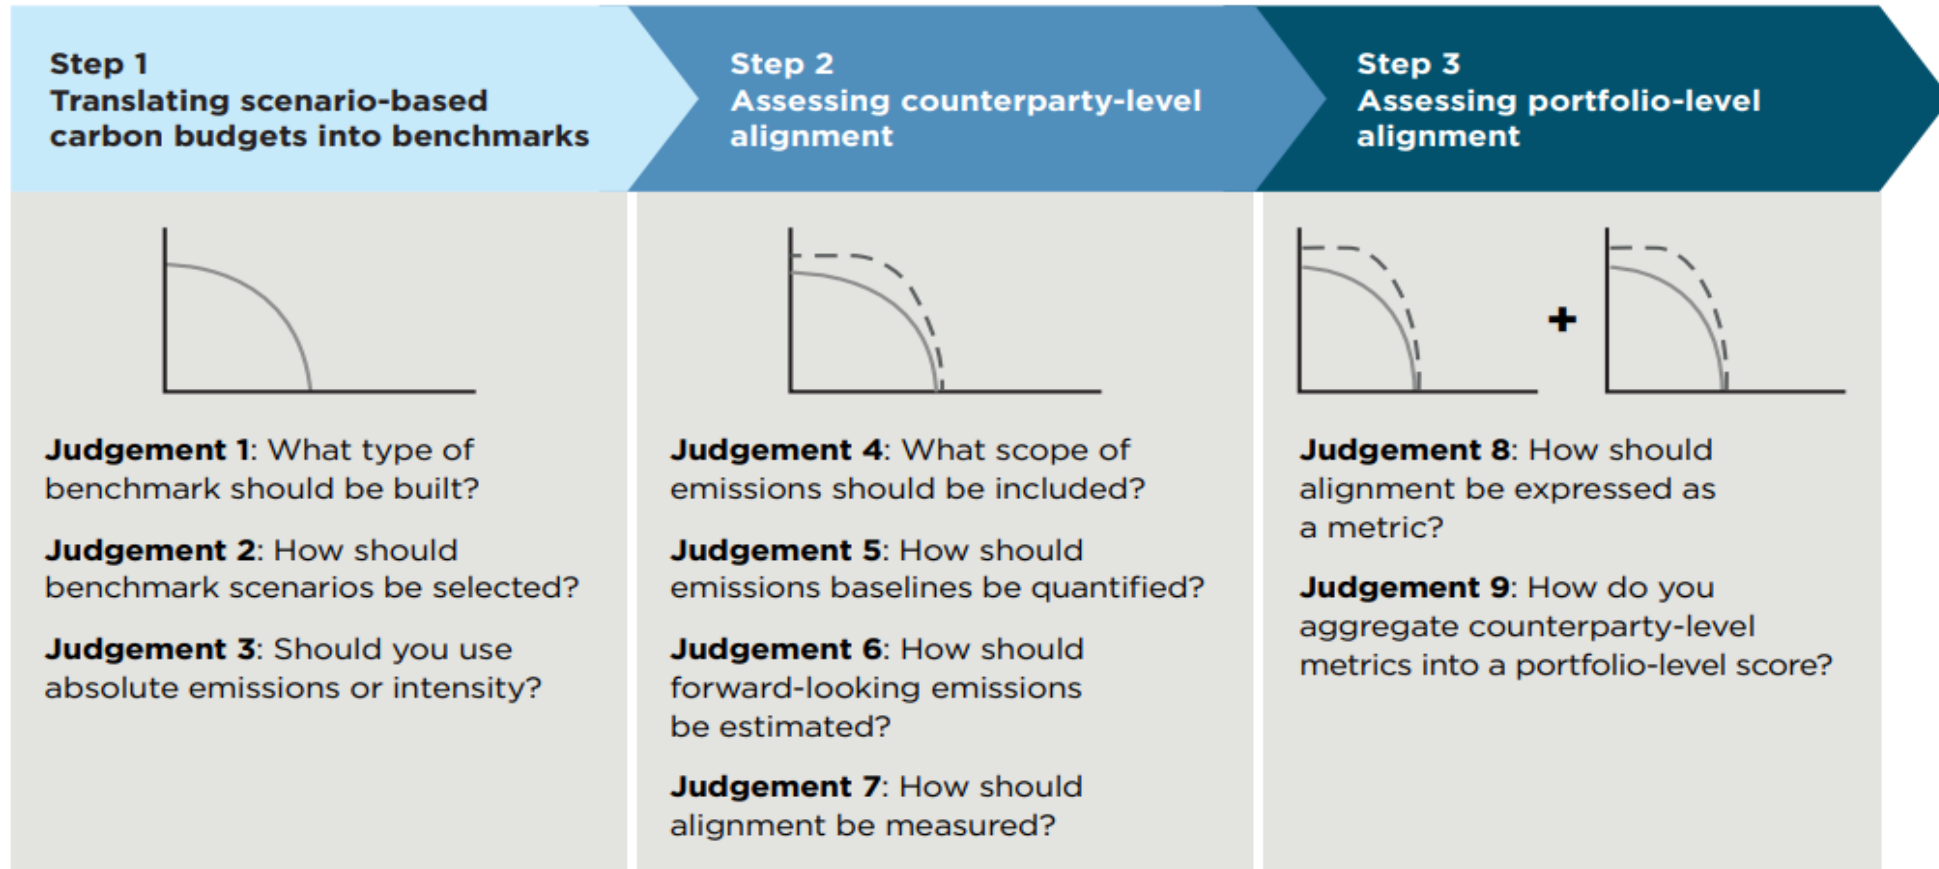 Step 1
Translating scenario-based
carbon budgets into benchmarks
Step 2
Assessing counterparty-level
alignment
Step 3
Assessing portfolio-level
alignment
Judgement 1: What type of
benchmark should be built?
Judgement 2: How should
benchmark scenarios be selected?
Judgement 3: Should you use
absolute emissions or intensity?
Judgement 4: What scope of
emissions should be included?
Judgement 5: How should
emissions baselines be quantified?
Judgement 6: How should
forward-looking emissions
be estimated?
Judgement 7: How should
alignment be measured?
+
Judgement 8: How should
alignment be expressed as
a metric?
Judgement 9: How do you
aggregate counterparty-level
metrics into a portfolio-level score?